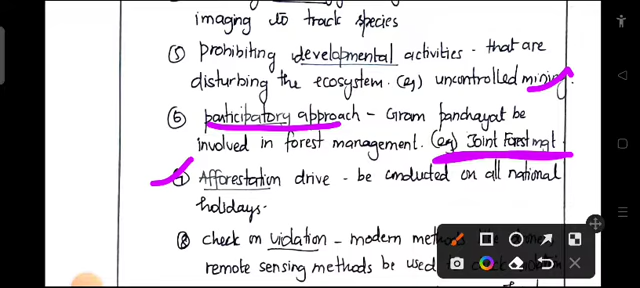 imaging to track species
⑤ prohibiting developmental activities - that are
disturbing the ecosystem. (eg) uncontrolled mining.
⑥ participatory approach - Gram panchayat be
involved in forest management. (eg) Joint Forest mgt.
⑦ Afforestation drive - be conducted on all national
holidays.
⑧ check on violation - modern methods
remote sensing methods be used